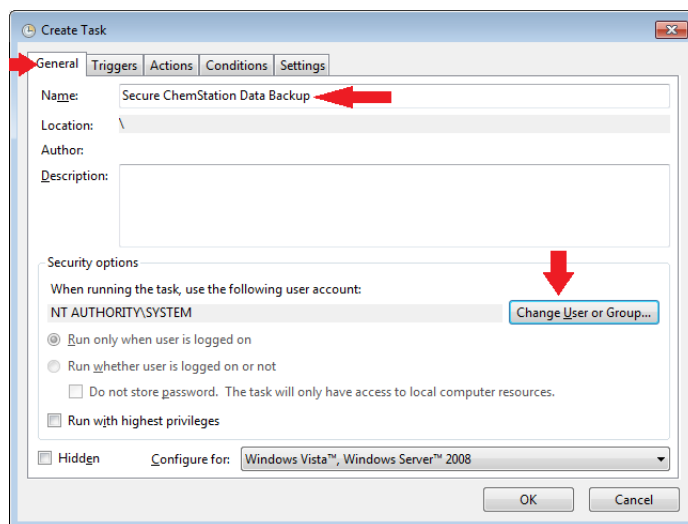 Create Task
General Triggers Actions Conditions Settings
Name: Secure ChemStation Data Backup
Location: \
Author:
Description:
Security options
When running the task, use the following user account:
NT AUTHORITY\SYSTEM Change User or Group...
Run only when user is logged on
Run whether user is logged on or not
Do not store password. The task will only have access to local computer resources.
Run with highest privileges
Hidden Configure for: Windows Vista™, Windows Server™ 2008
OK Cancel